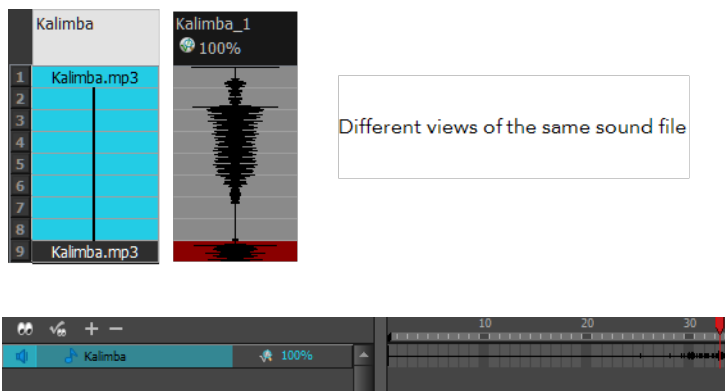 Kalimba
Kalimba_1
100%
1 Kalimba.mp3
2
3
4
5
6
7
8
9 Kalimba.mp3
Different views of the same sound file
10 20 30
Kalimba 100%